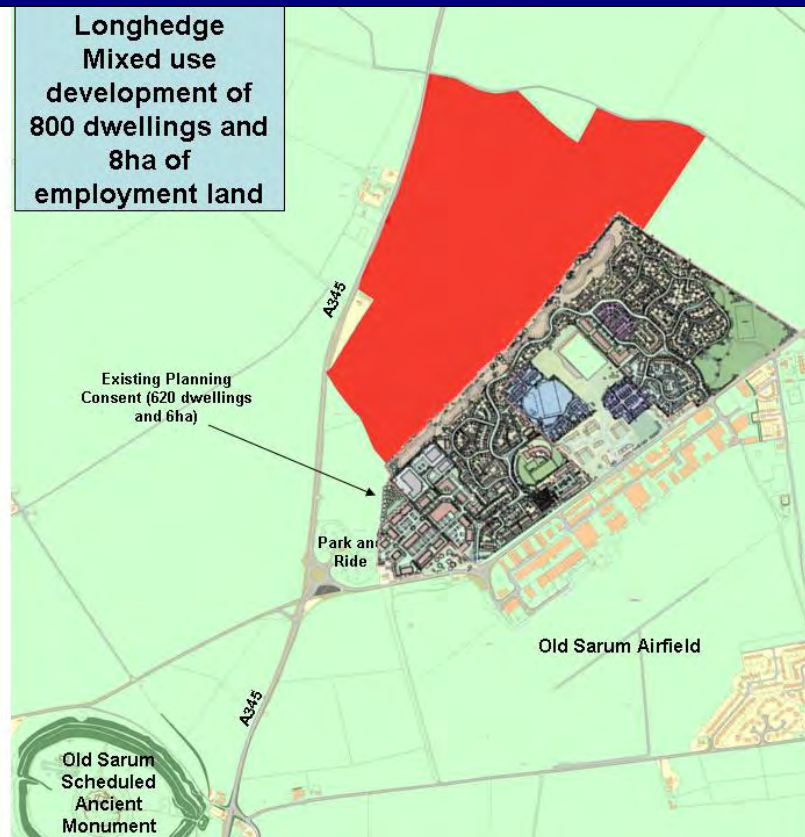 Longhedge
Mixed use
development of
800 dwellings and
8ha of
employment land
A345
Existing Planning
Consent (620 dwellings
and 6ha)
Park and
Ride
Old Sarum Airfield
A345
Old Sarum
Scheduled
Ancient
Monument